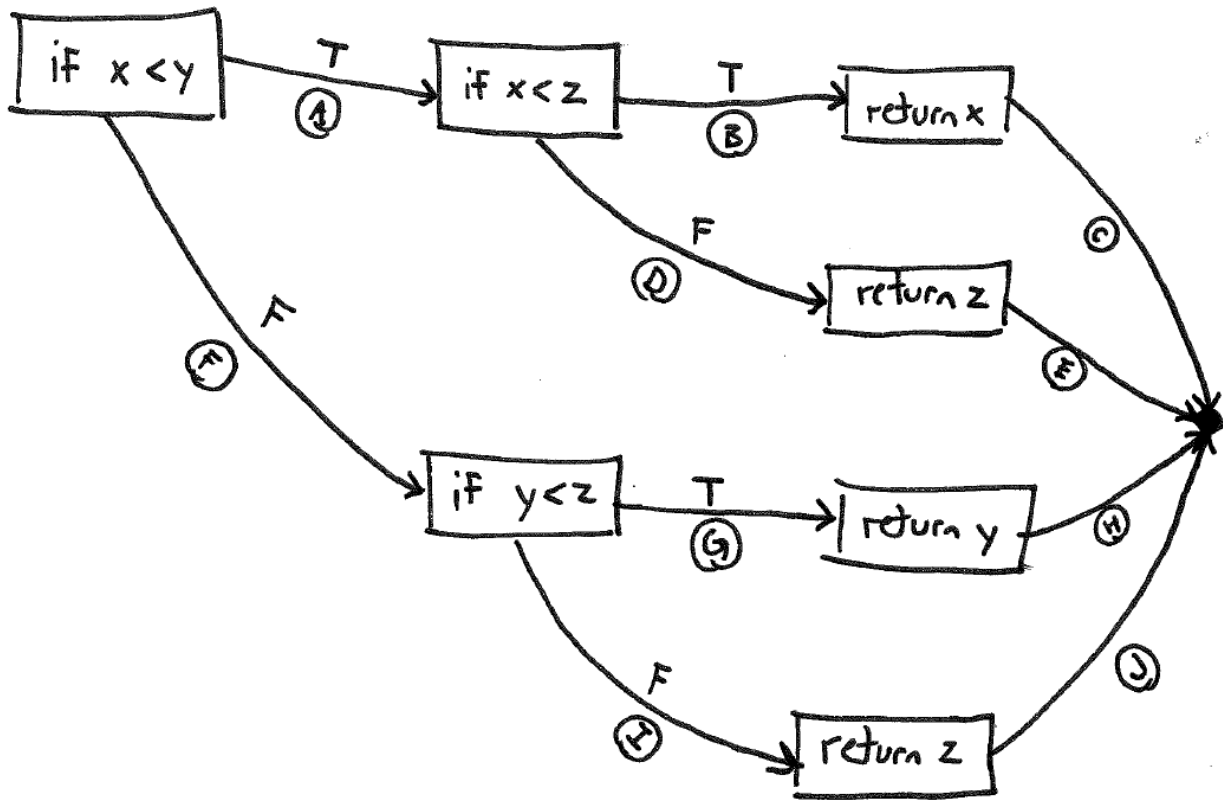 if x < y
T
A
if x < z
T
B
return x
C
F
D
return z
E
F
F
if y < z
T
G
return y
H
F
I
return z
J